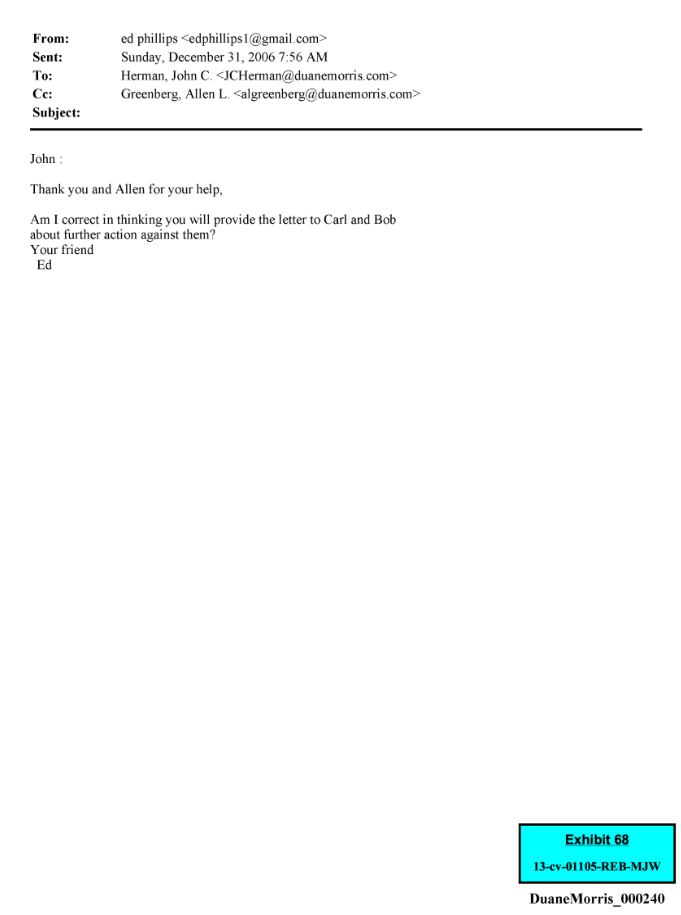 From: ed phillips <edphillips1@gmail.com>
Sent: Sunday, December 31, 2006 7:56 AM
To: Herman, John C. <JCHerman@duanemorris.com>
Cc: Greenberg, Allen L. <algreenberg@duanemorris.com>
Subject:
John :
Thank you and Allen for your help,
Am I correct in thinking you will provide the letter to Carl and Bob
about further action against them?
Your friend
Ed
Exhibit 68
13-cv-01105-REB-MJW
DuaneMorris_000240